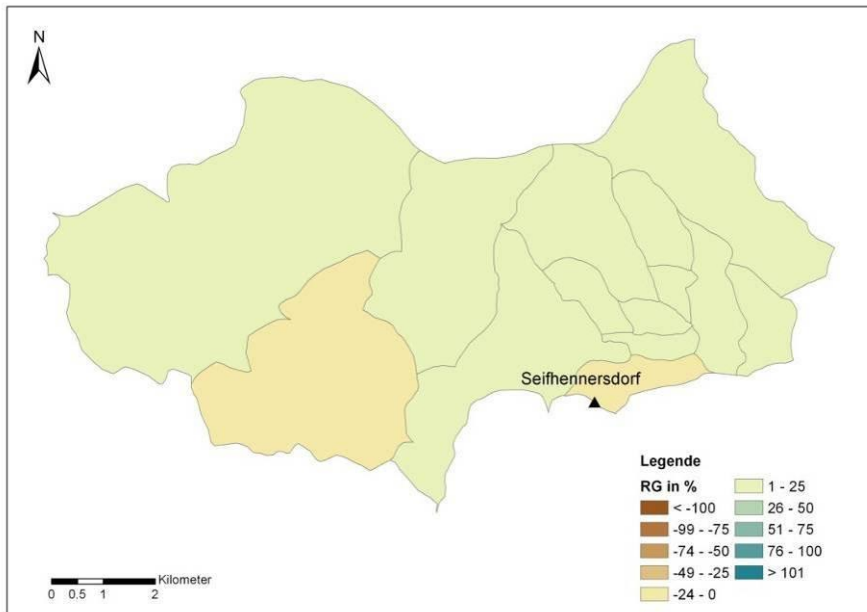 N
Seifhennersdorf
Legende
RG in %
< -100
-99 - -75
-74 - -50
-49 - -25
-24 - 0
1 - 25
26 - 50
51 - 75
76 - 100
> 101
Kilometer
0 0.5 1 2